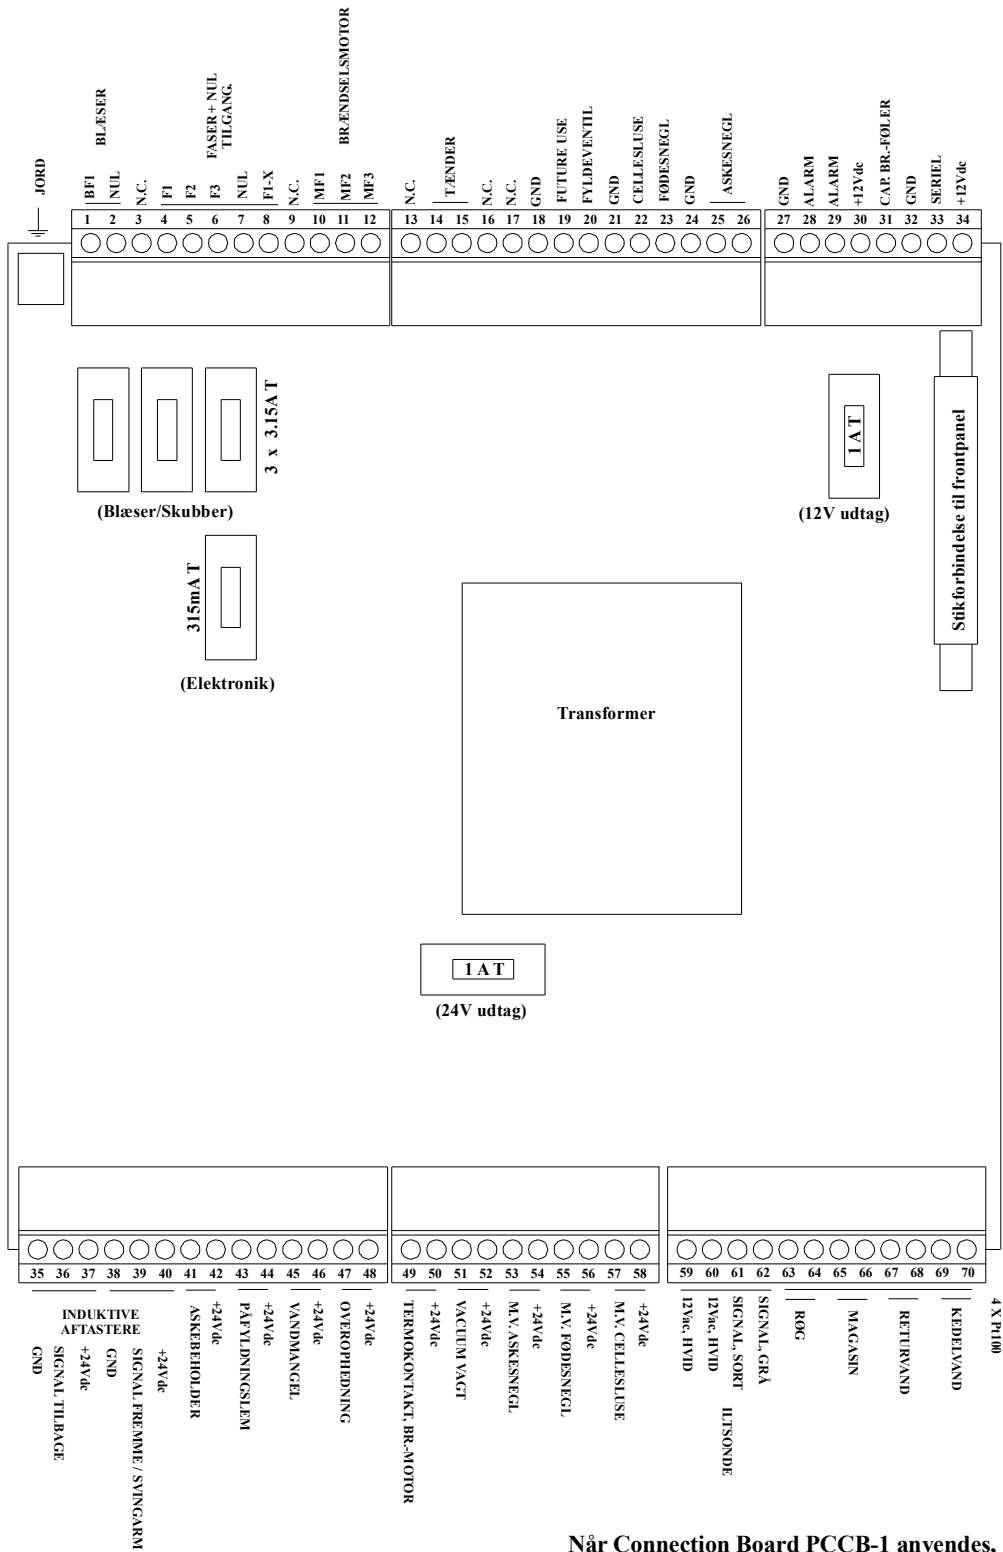 JORD
BLÆSER
FASER + NUL
TILGANG.
BRÆNDSELSMOTOR
TÆNDER
ASKESNEGL
BF1
NUL
N.C.
F1
F2
F3
NUL
F1-X
N.C.
MF1
MF2
MF3
N.C.
N.C.
N.C.
GND
FUTURE USE
FYLDEVENTIL
GND
CELLESLUSE
FØDESNEGL
GND
GND
ALARM
ALARM
+12Vdc
CAP. BR.-FØLER
GND
SERIEL
+12Vdc
1 2 3 4 5 6 7 8 9 10 11 12 13 14 15 16 17 18 19 20 21 22 23 24 25 26 27 28 29 30 31 32 33 34
3 x 3.15A T
(Blæser/Skubber)
1 A T
(12V udtag)
Stikforbindelse til frontpanel
315mA T
(Elektronik)
Transformer
1 A T
(24V udtag)
35 36 37 38 39 40 41 42 43 44 45 46 47 48 49 50 51 52 53 54 55 56 57 58 59 60 61 62 63 64 65 66 67 68 69 70
INDUKTIVE
AFTASTERE
GND
SIGNAL TILBAGE
+24Vdc
GND
SIGNAL FREMME / SVINGARM
+24Vdc
ASKEBEHOLDER
+24Vdc
PÅFYLDNINGSLEM
+24Vdc
VANDMANGEL
+24Vdc
OVEROPHEDNING
+24Vdc
TERMOKONTAKT, BR.-MOTOR
+24Vdc
VACUUM VAGT
+24Vdc
M.V. ASKESNEGL
+24Vdc
M.V. FØDESNEGL
+24Vdc
M.V. CELLESLUSE
+24Vdc
12Vac, HVID
12Vac, HVID
SIGNAL, SORT
SIGNAL, GRÅ
ILTSONDE
RØG
MAGASIN
RETURVAND
KEDELVAND
4 X Pt100
Når Connection Board PCCB-1 anvendes,